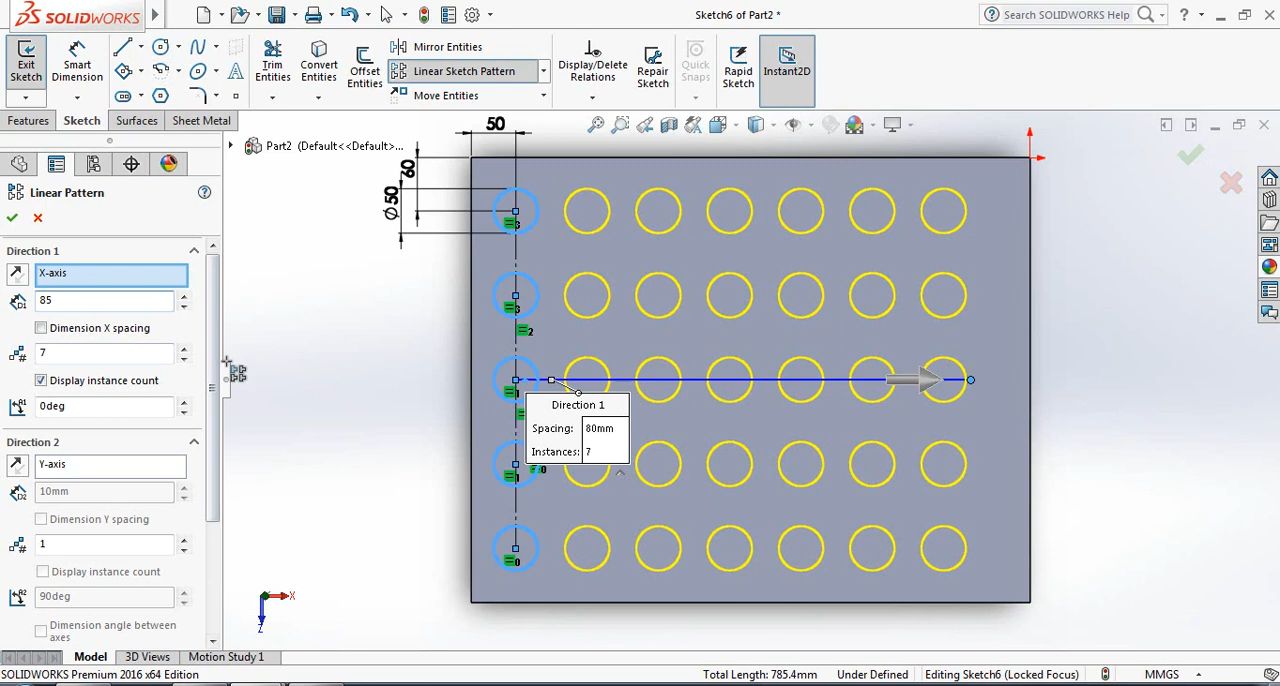 SOLIDWORKS
Sketch6 of Part2 *
Search SOLIDWORKS Help
?
Exit Sketch
Smart Dimension
Trim Entities
Convert Entities
Offset Entities
Mirror Entities
Linear Sketch Pattern
Move Entities
Display/Delete Relations
Repair Sketch
Quick Snaps
Rapid Sketch
Instant2D
Features
Sketch
Surfaces
Sheet Metal
Part2 (Default<<Default>...
Linear Pattern
?
Direction 1
X-axis
85
Dimension X spacing
7
Display instance count
0deg
Direction 2
Y-axis
10mm
Dimension Y spacing
1
Display instance count
90deg
Dimension angle between axes
50
60
Ø50
Direction 1
Spacing: 80mm
Instances: 7
X
Z
Model
3D Views
Motion Study 1
SOLIDWORKS Premium 2016 x64 Edition
Total Length: 785.4mm
Under Defined
Editing Sketch6 (Locked Focus)
MMGS